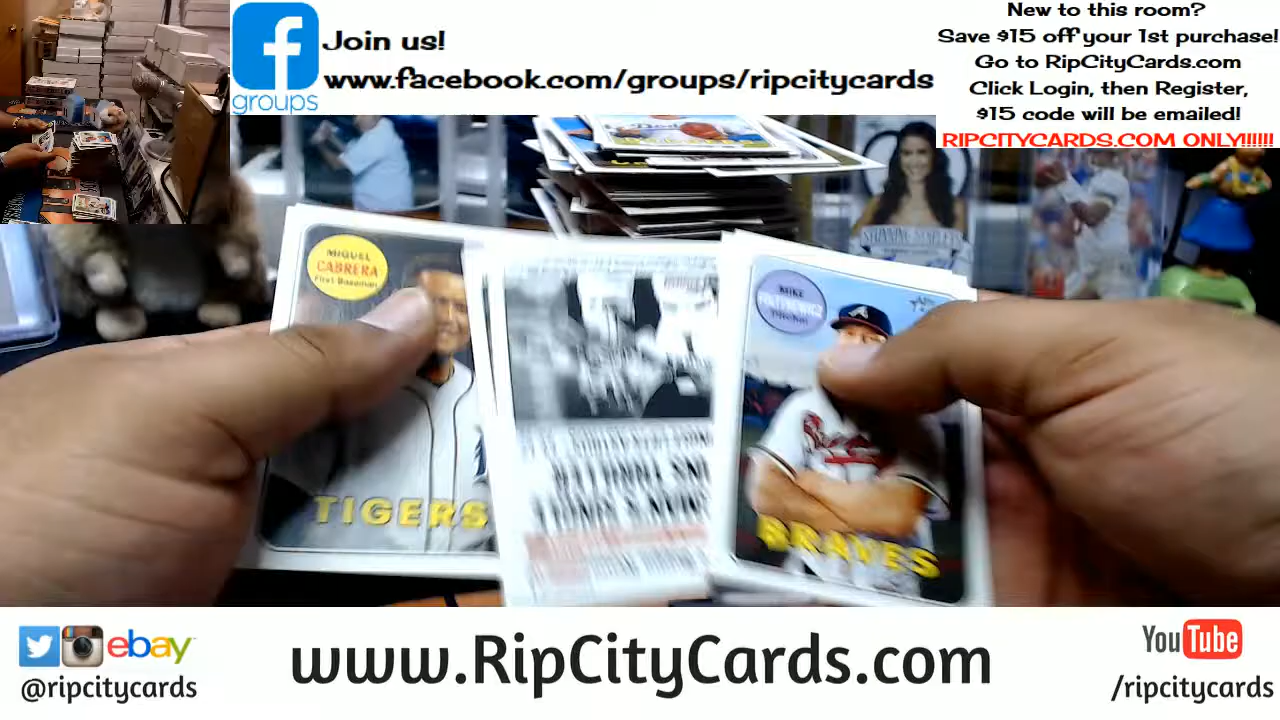 Join us!
www.facebook.com/groups/ripcitycards
groups
New to this room?
Save $15 off your 1st purchase!
Go to RipCityCards.com
Click Login, then Register,
$15 code will be emailed!
RIPCITYCARDS.COM ONLY!!!!!!
MIGUEL
CABRERA
First Baseman
TIGERS
MIKE
BRAVES
ebay
@ripcitycards
www.RipCityCards.com
YouTube
/ripcitycards